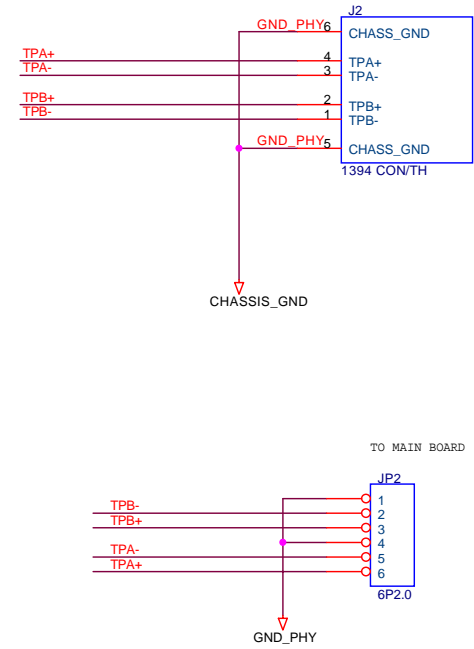 J2
GND_PHY 6 CHASS_GND
TPA+ 4 TPA+
TPA- 3 TPA-
TPB+ 2 TPB+
TPB- 1 TPB-
GND_PHY 5 CHASS_GND
1394 CON/TH
CHASSIS_GND
TO MAIN BOARD
JP2
1
TPB- 2
TPB+ 3
4
TPA- 5
TPA+ 6
6P2.0
GND_PHY